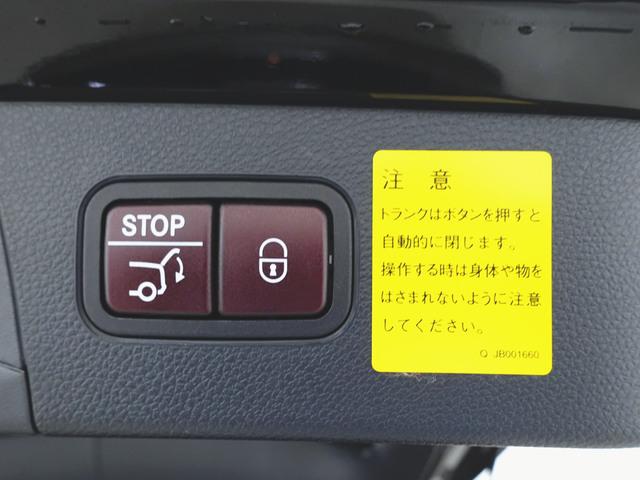 STOP
注意
トランクはボタンを押すと
自動的に閉じます。
操作する時は身体や物を
はさまれないように注意
してください。
Q JB001660